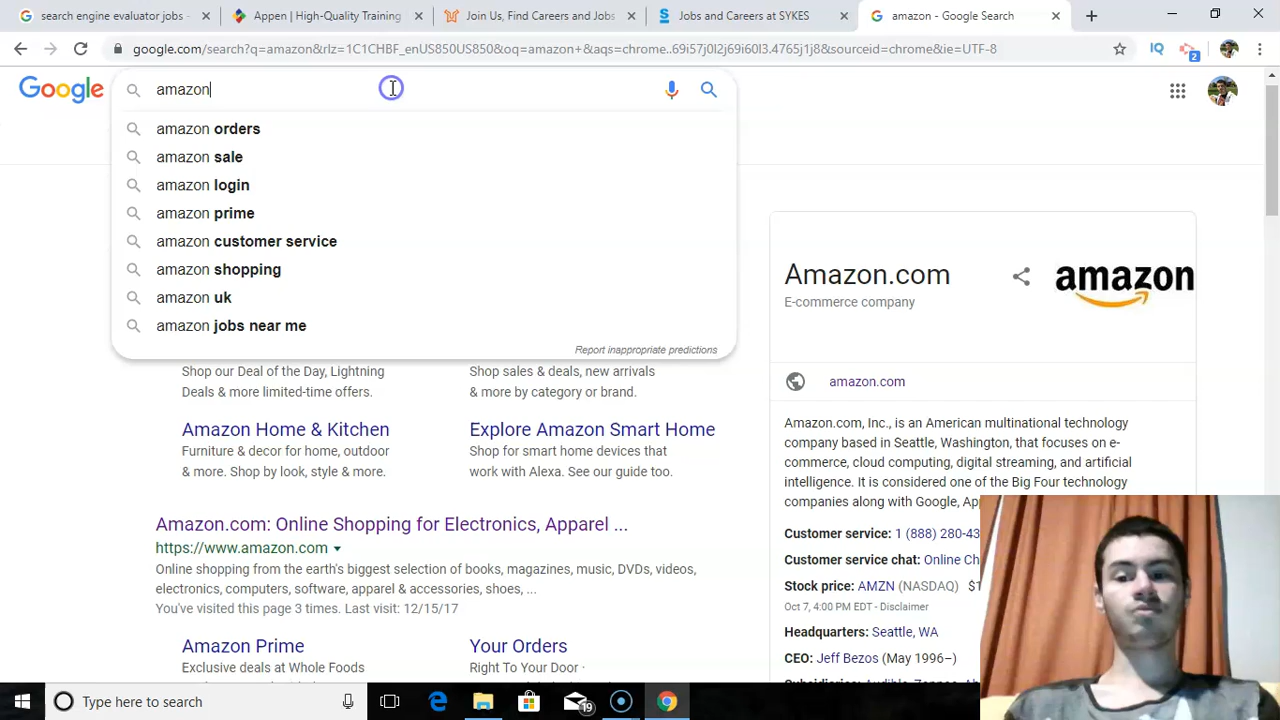 search engine evaluator jobs -
Appen | High-Quality Training
Join Us, Find Careers and Jobs
Jobs and Careers at SYKES
amazon - Google Search
google.com/search?q=amazon&rlz=1C1CHBF_enUS850US850&oq=amazon+&aqs=chrome..69i57j0l2j69i60l3.4765j1j8&sourceid=chrome&ie=UTF-8
IQ
2
Google
amazon
amazon orders
amazon sale
amazon login
amazon prime
amazon customer service
amazon shopping
amazon uk
amazon jobs near me
Report inappropriate predictions
Shop our Deal of the Day, Lightning
Deals & more limited-time offers.
Shop sales & deals, new arrivals
& more by category or brand.
Amazon Home & Kitchen
Furniture & decor for home, outdoor
& more. Shop by look, style & more.
Explore Amazon Smart Home
Shop for smart home devices that
work with Alexa. See our guide too.
Amazon.com: Online Shopping for Electronics, Apparel ...
https://www.amazon.com
Online shopping from the earth's biggest selection of books, magazines, music, DVDs, videos,
electronics, computers, software, apparel & accessories, shoes, ...
You've visited this page 3 times. Last visit: 12/15/17
Amazon Prime
Exclusive deals at Whole Foods
Your Orders
Right To Your Door ·
Amazon.com
E-commerce company
amazon
amazon.com
Amazon.com, Inc., is an American multinational technology
company based in Seattle, Washington, that focuses on e-
commerce, cloud computing, digital streaming, and artificial
intelligence. It is considered one of the Big Four technology
companies along with Google,
Customer service: 1 (888) 280-43
Customer service chat: Online Ch
Stock price: AMZN (NASDAQ) $1
Oct 7, 4:00 PM EDT - Disclaimer
Headquarters: Seattle, WA
CEO: Jeff Bezos (May 1996–)
Type here to search
19